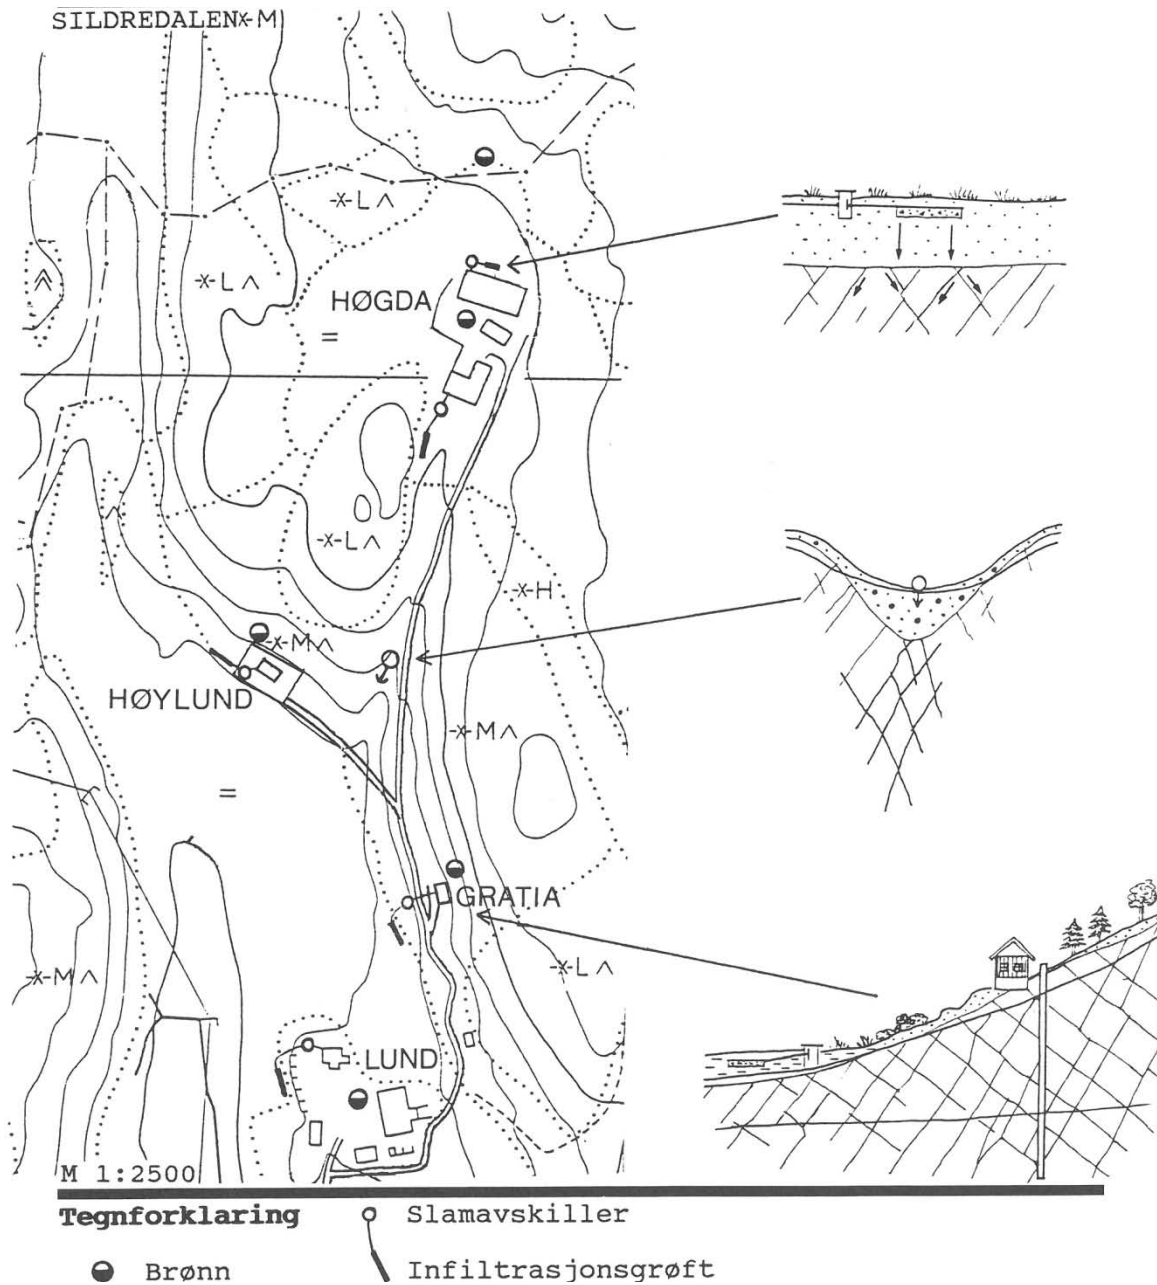 SILDREDALEN-X-M
-X-L ∧
-X-L ∧
HØGDA
=
-X-L ∧
-X-H
-X-M ∧
HØYLUND
-X-M ∧
=
GRATIA
-X-M ∧
-X-L ∧
LUND
M 1:2500
Tegnforklaring
Slamavskiller
Brønn
Infiltrasjonsgrøft